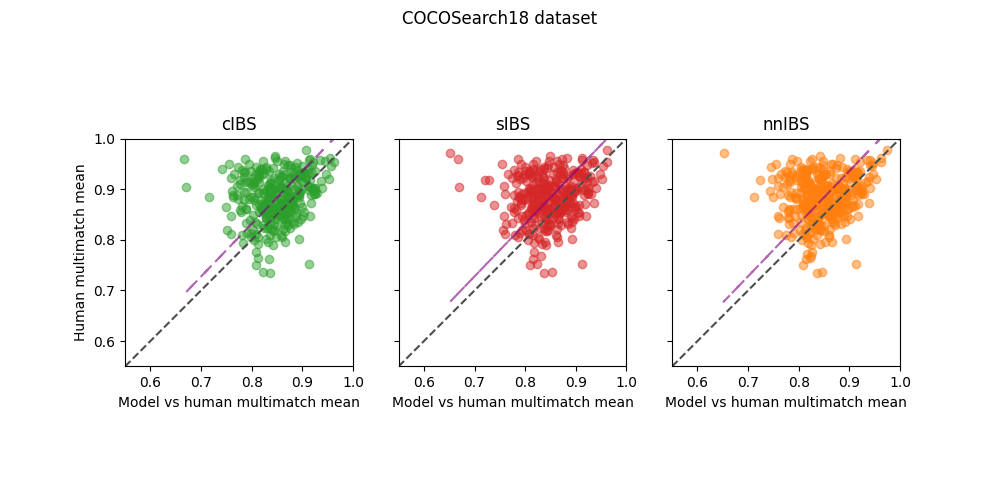 COCOSearch18 dataset
cIBS
sIBS
nnIBS
Human multimatch mean
1.0
0.9
0.8
0.7
0.6
0.6 0.7 0.8 0.9 1.0
0.6 0.7 0.8 0.9 1.0
0.6 0.7 0.8 0.9 1.0
Model vs human multimatch mean
Model vs human multimatch mean
Model vs human multimatch mean